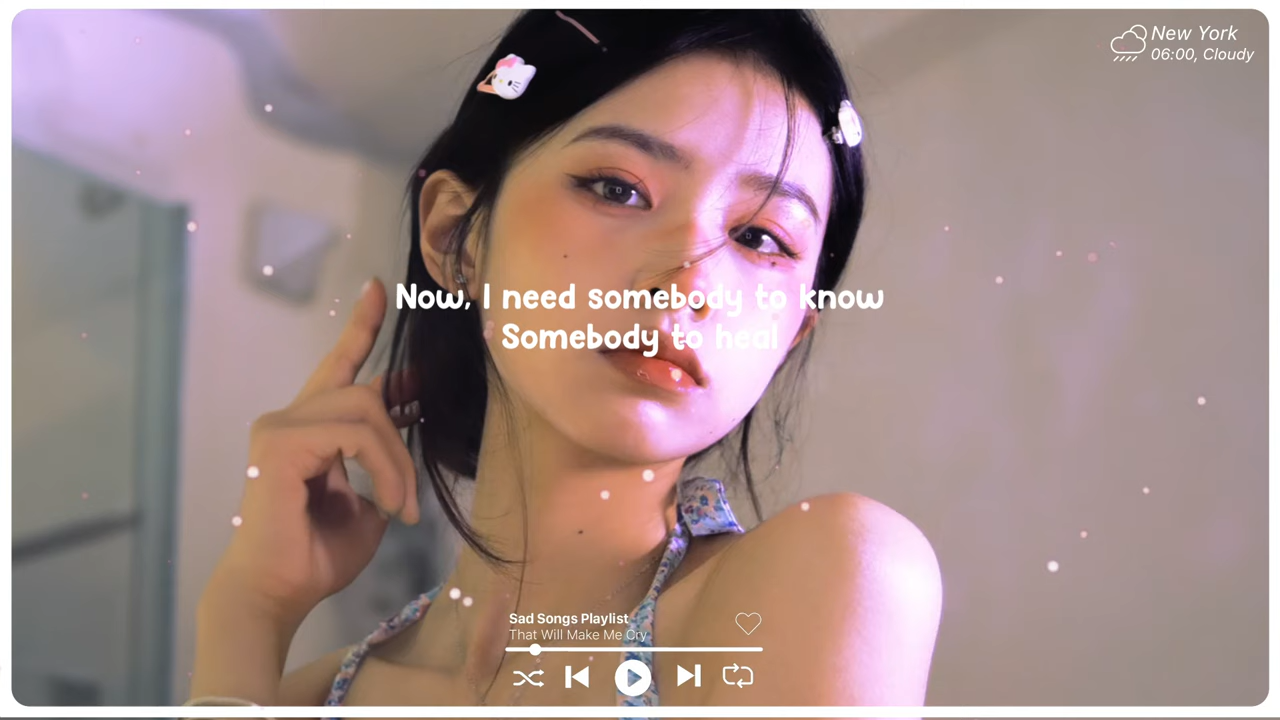 New York
06:00, Cloudy
Now, I need somebody to know
Somebody to heal
Sad Songs Playlist
That Will Make Me Cry